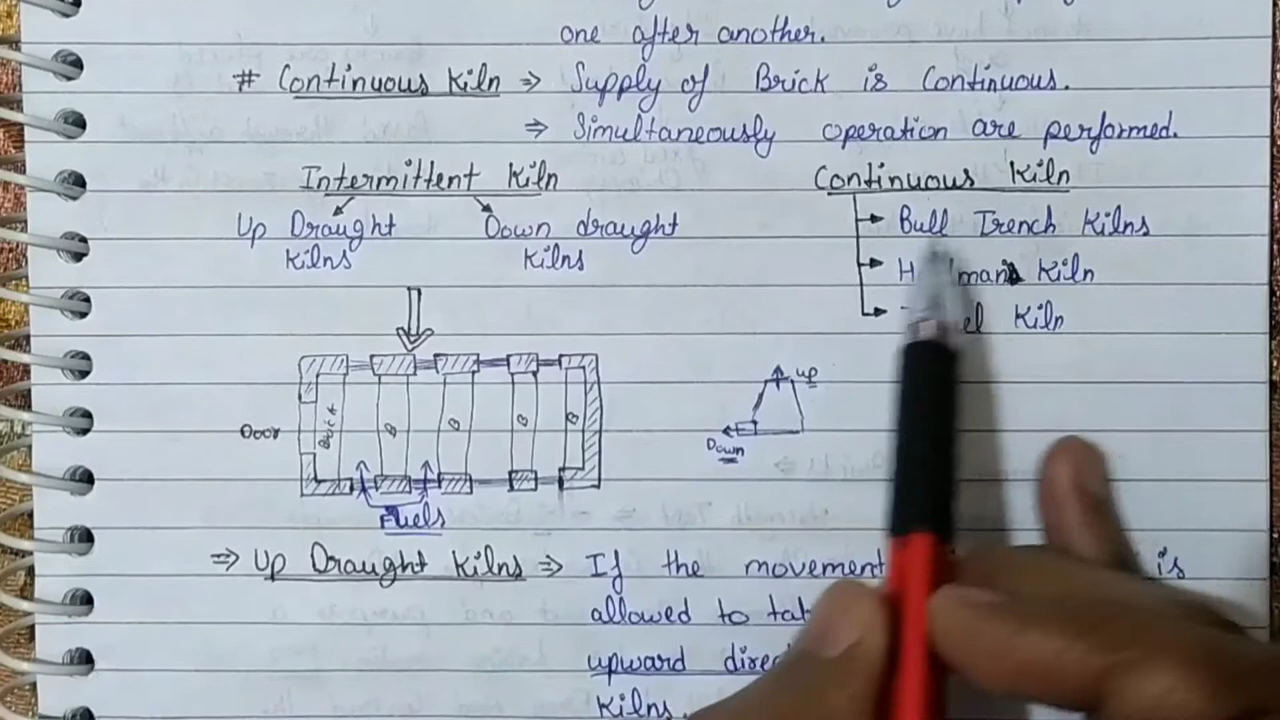 one after another.
# Continuous Kiln ⇒ Supply of Brick is Continuous.
⇒ Simultaneously operation are performed.
Intermittent Kiln
Continuous Kiln
Up Draught Kilns
Down draught Kilns
Bull Trench Kilns
Kiln
Kiln
Door
Brick
B
B
B
B
Fuels
up
Down
⇒ Up Draught Kilns ⇒ If the movement is
allowed to
upward
Kilns.